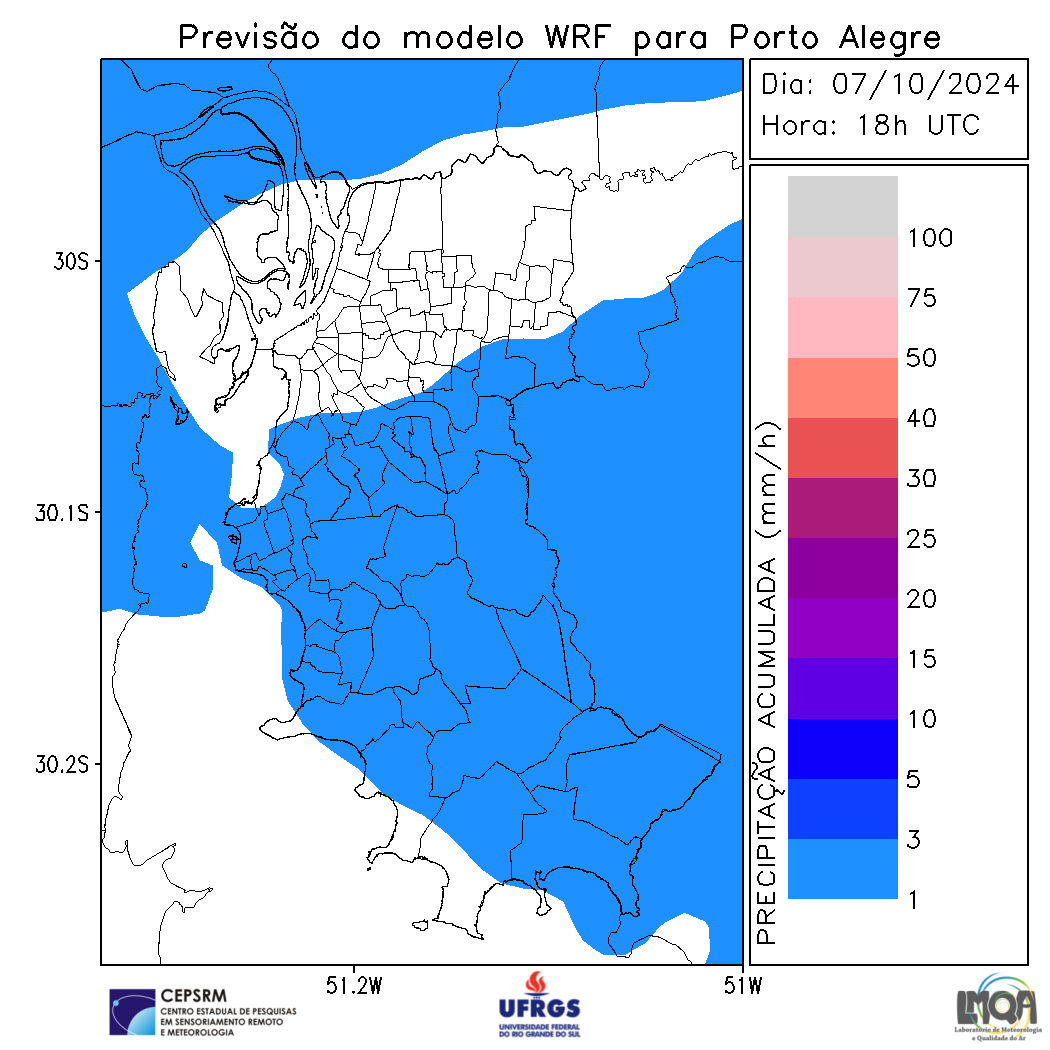 Previsão do modelo WRF para Porto Alegre
Dia: 07/10/2024
Hora: 18h UTC
30S
30.1S
30.2S
51.2W
51W
PRECIPITAÇÃO ACUMULADA (mm/h)
100
75
50
40
30
25
20
15
10
5
3
1
CEPSRM
CENTRO ESTADUAL DE PESQUISAS
EM SENSORIAMENTO REMOTO
E METEOROLOGIA
UFRGS
UNIVERSIDADE FEDERAL
DO RIO GRANDE DO SUL
LMQA
Laboratório de Meteorologia
e Qualidade do Ar